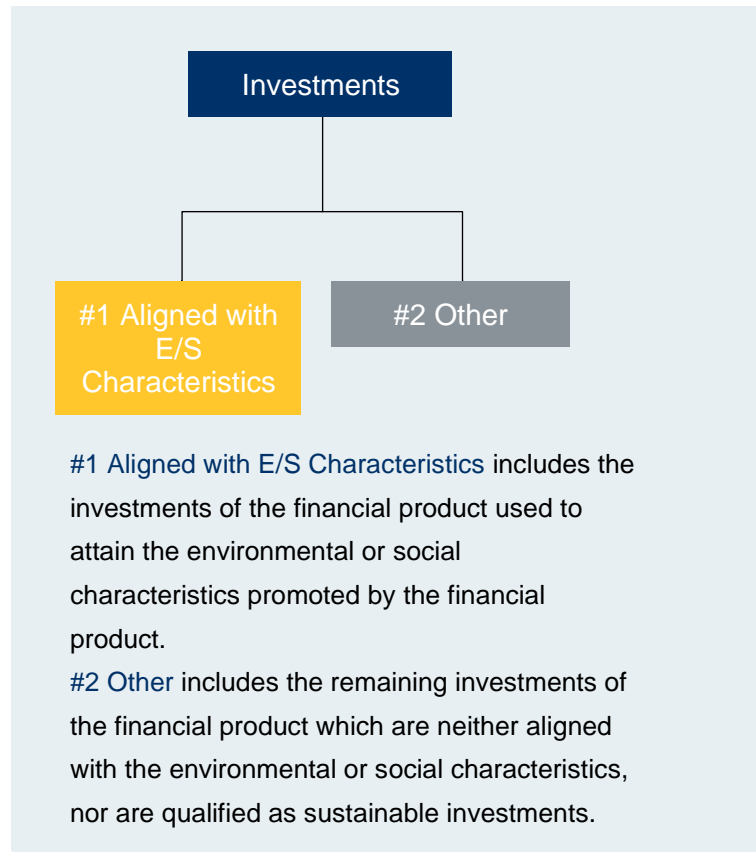 Investments
#1 Aligned with
E/S
Characteristics
#2 Other
#1 Aligned with E/S Characteristics includes the
investments of the financial product used to
attain the environmental or social
characteristics promoted by the financial
product.
#2 Other includes the remaining investments of
the financial product which are neither aligned
with the environmental or social characteristics,
nor are qualified as sustainable investments.